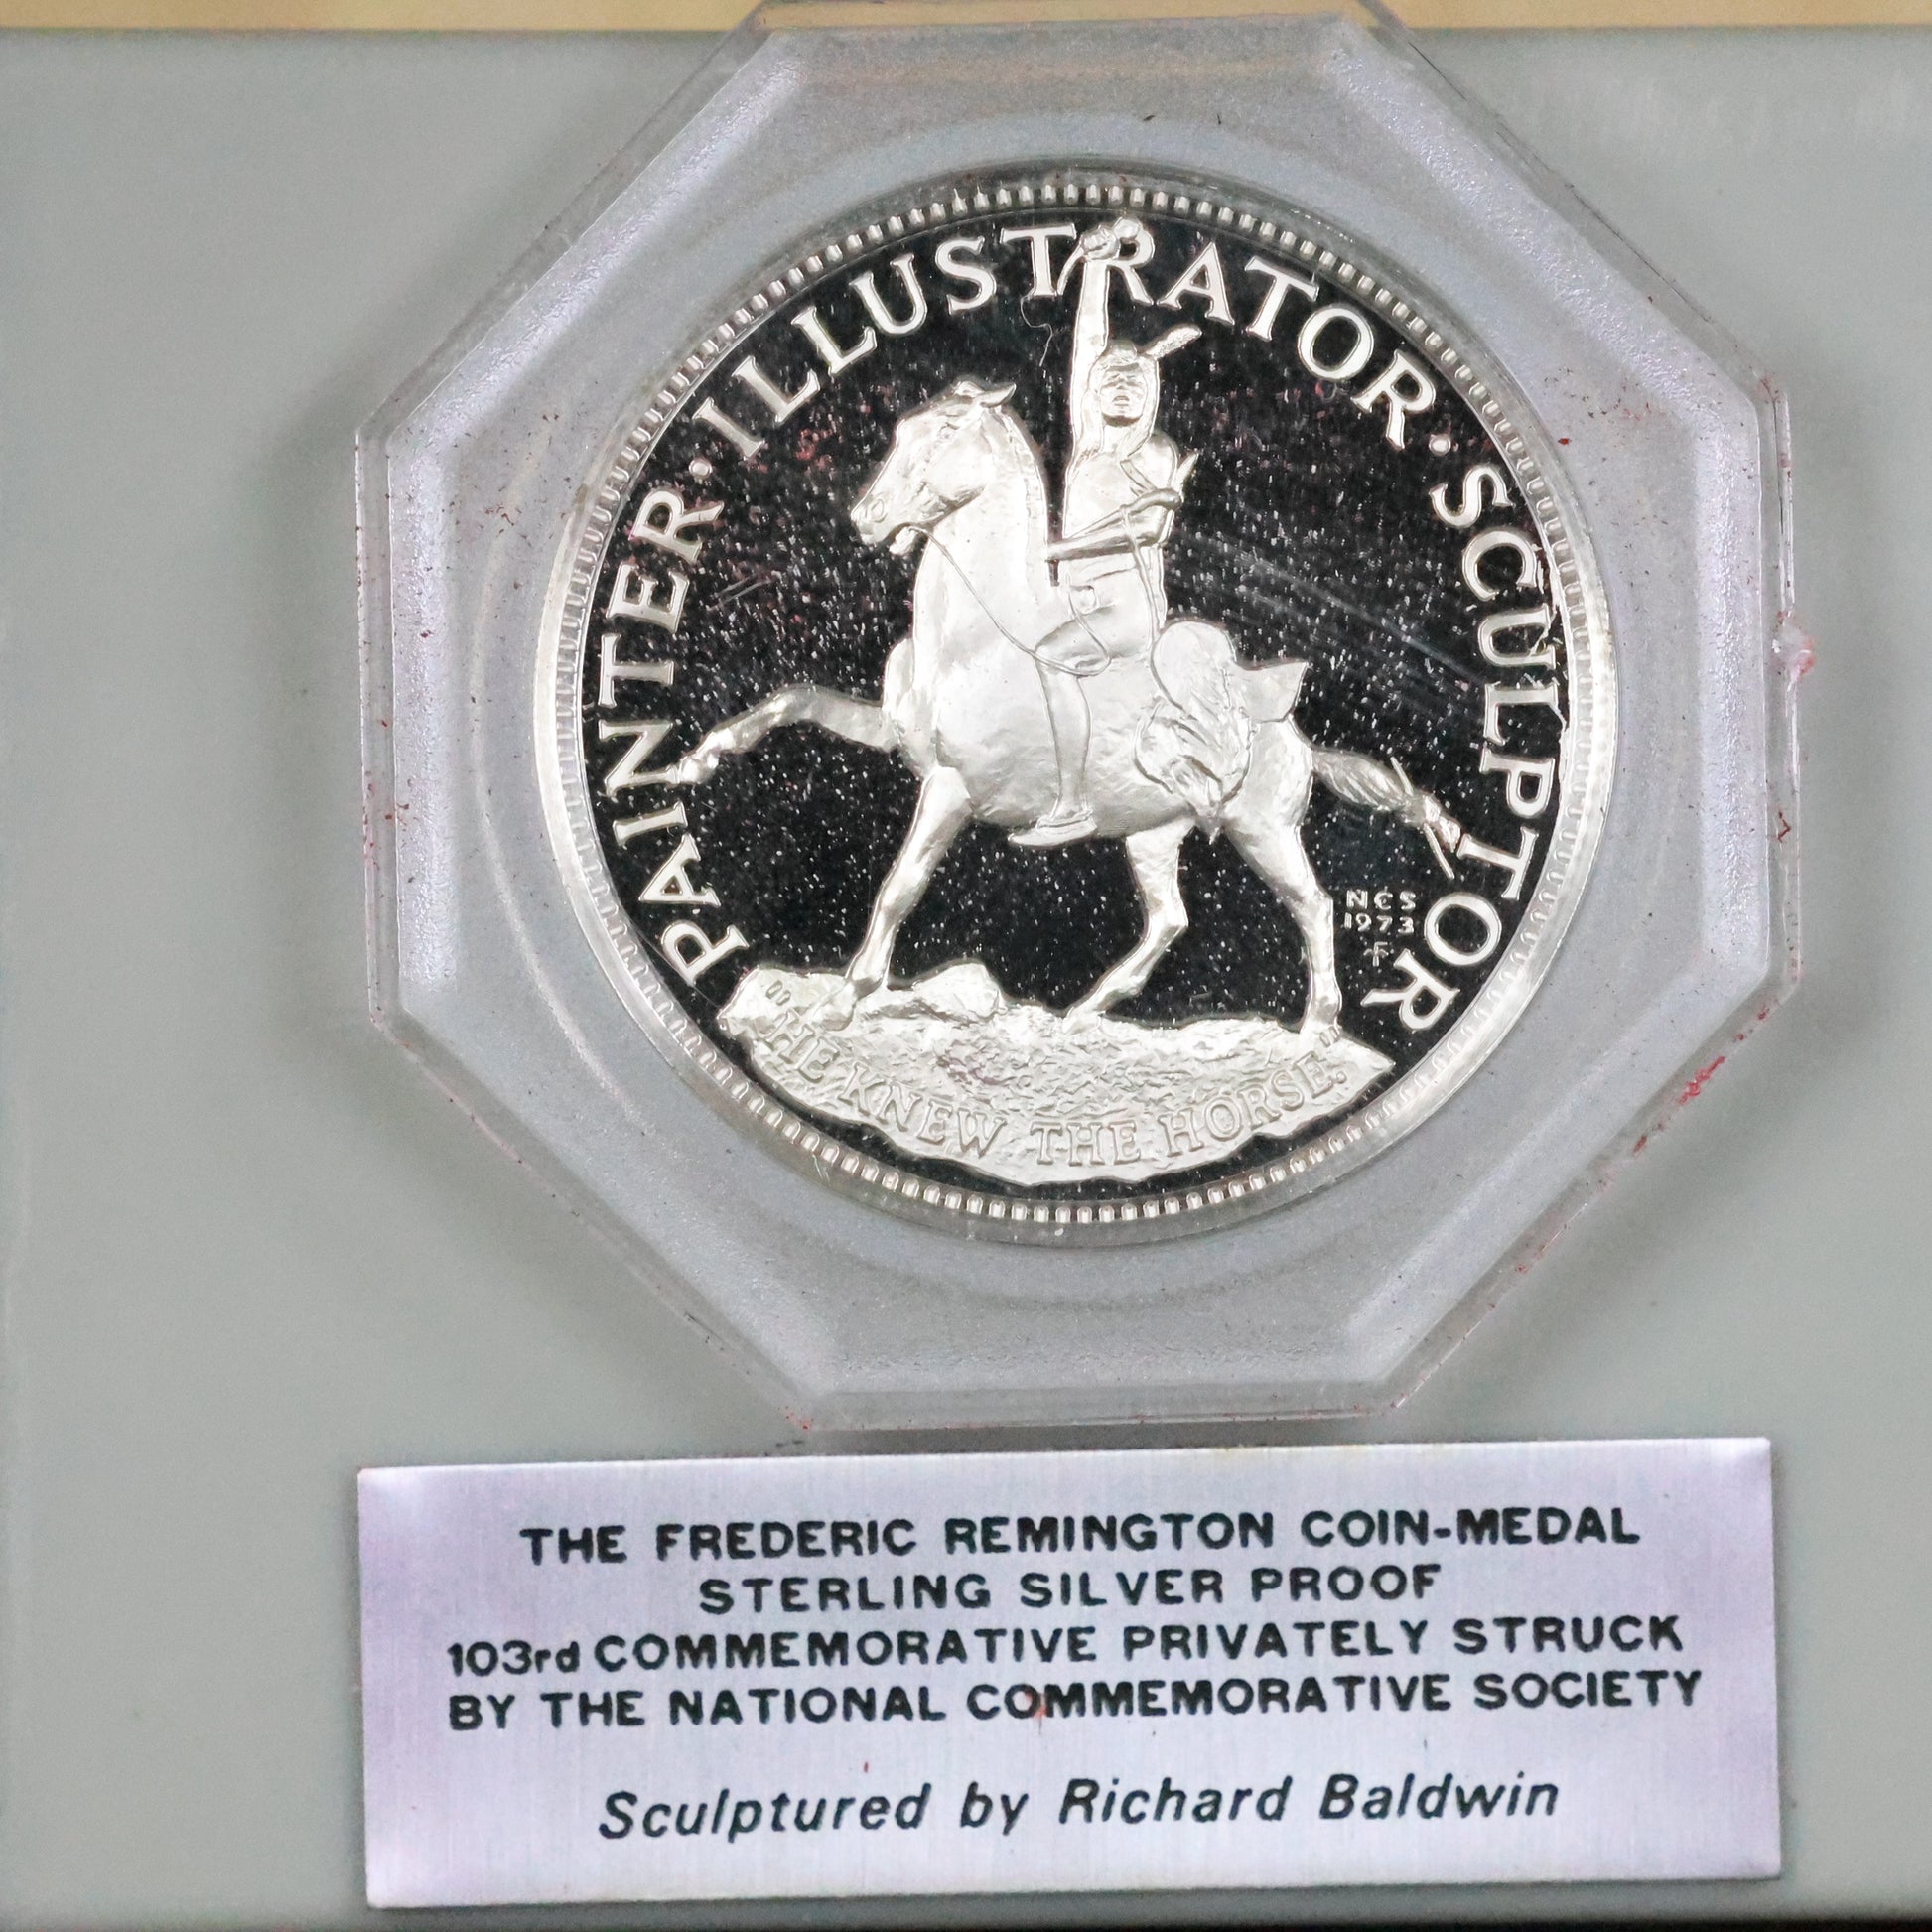 PAINTER · ILLUSTRATOR · SCULPTOR
NCS
1973
"HE KNEW THE HORSE."
THE FREDERIC REMINGTON COIN-MEDAL
STERLING SILVER PROOF
103rd COMMEMORATIVE PRIVATELY STRUCK
BY THE NATIONAL COMMEMORATIVE SOCIETY
Sculptured by Richard Baldwin